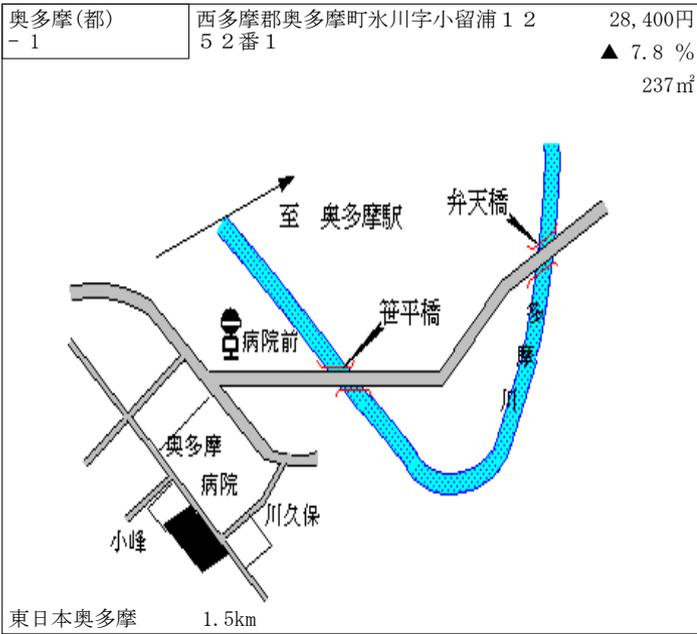 奥多摩(都)
－１
西多摩郡奥多摩町氷川字小留浦１２
５２番１
28,400円
▲ 7.8 %
237㎡
至 奥多摩駅
弁天橋
笹平橋
病院前
多摩川
奥多摩
病院
川久保
小峰
東日本奥多摩 1.5km